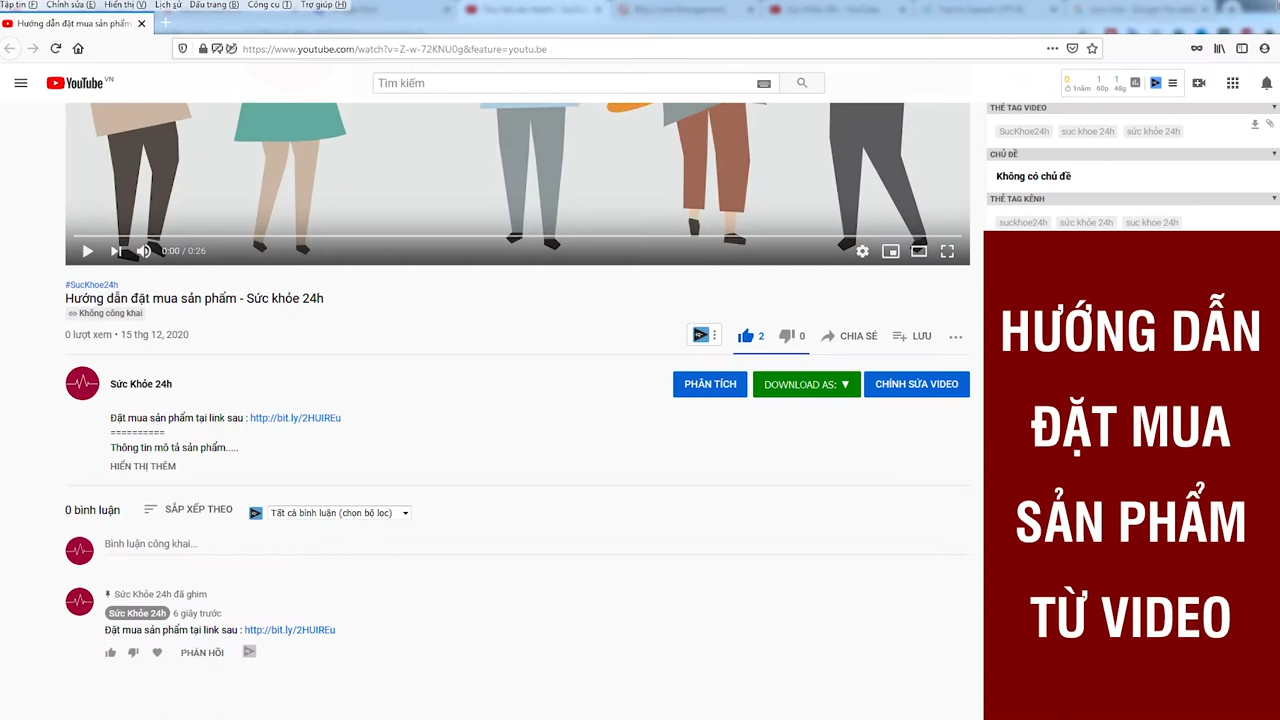 Tập tin (F) Chỉnh sửa (E) Hiển thị (V) Lịch sử Dấu trang (B) Công cụ (T) Trợ giúp (H)
Hướng dẫn đặt mua sản phẩm
https://www.youtube.com/watch?v=Z-w-72KNU0g&feature=youtu.be
YouTube VN
Tìm kiếm
0 1 1
1năm 60p 48g
THẺ TAG VIDEO
SucKhoe24h suc khoe 24h sức khỏe 24h
CHỦ ĐỀ
Không có chủ đề
THẺ TAG KÊNH
suckhoe24h sức khỏe 24h suc khoe 24h
0:00 / 0:26
#SucKhoe24h
Hướng dẫn đặt mua sản phẩm - Sức khỏe 24h
Không công khai
0 lượt xem • 15 thg 12, 2020
2 0 CHIA SẺ LƯU
Sức Khỏe 24h
PHÂN TÍCH DOWNLOAD AS: ▼ CHỈNH SỬA VIDEO
Đặt mua sản phẩm tại link sau : http://bit.ly/2HUIREu
==========
Thông tin mô tả sản phẩm.....
HIỂN THỊ THÊM
0 bình luận SẮP XẾP THEO Tất cả bình luận (chọn bộ lọc)
Bình luận công khai...
Sức Khỏe 24h đã ghim
Sức Khỏe 24h 6 giây trước
Đặt mua sản phẩm tại link sau : http://bit.ly/2HUIREu
PHẢN HỒI
HƯỚNG DẪN
ĐẶT MUA
SẢN PHẨM
TỪ VIDEO